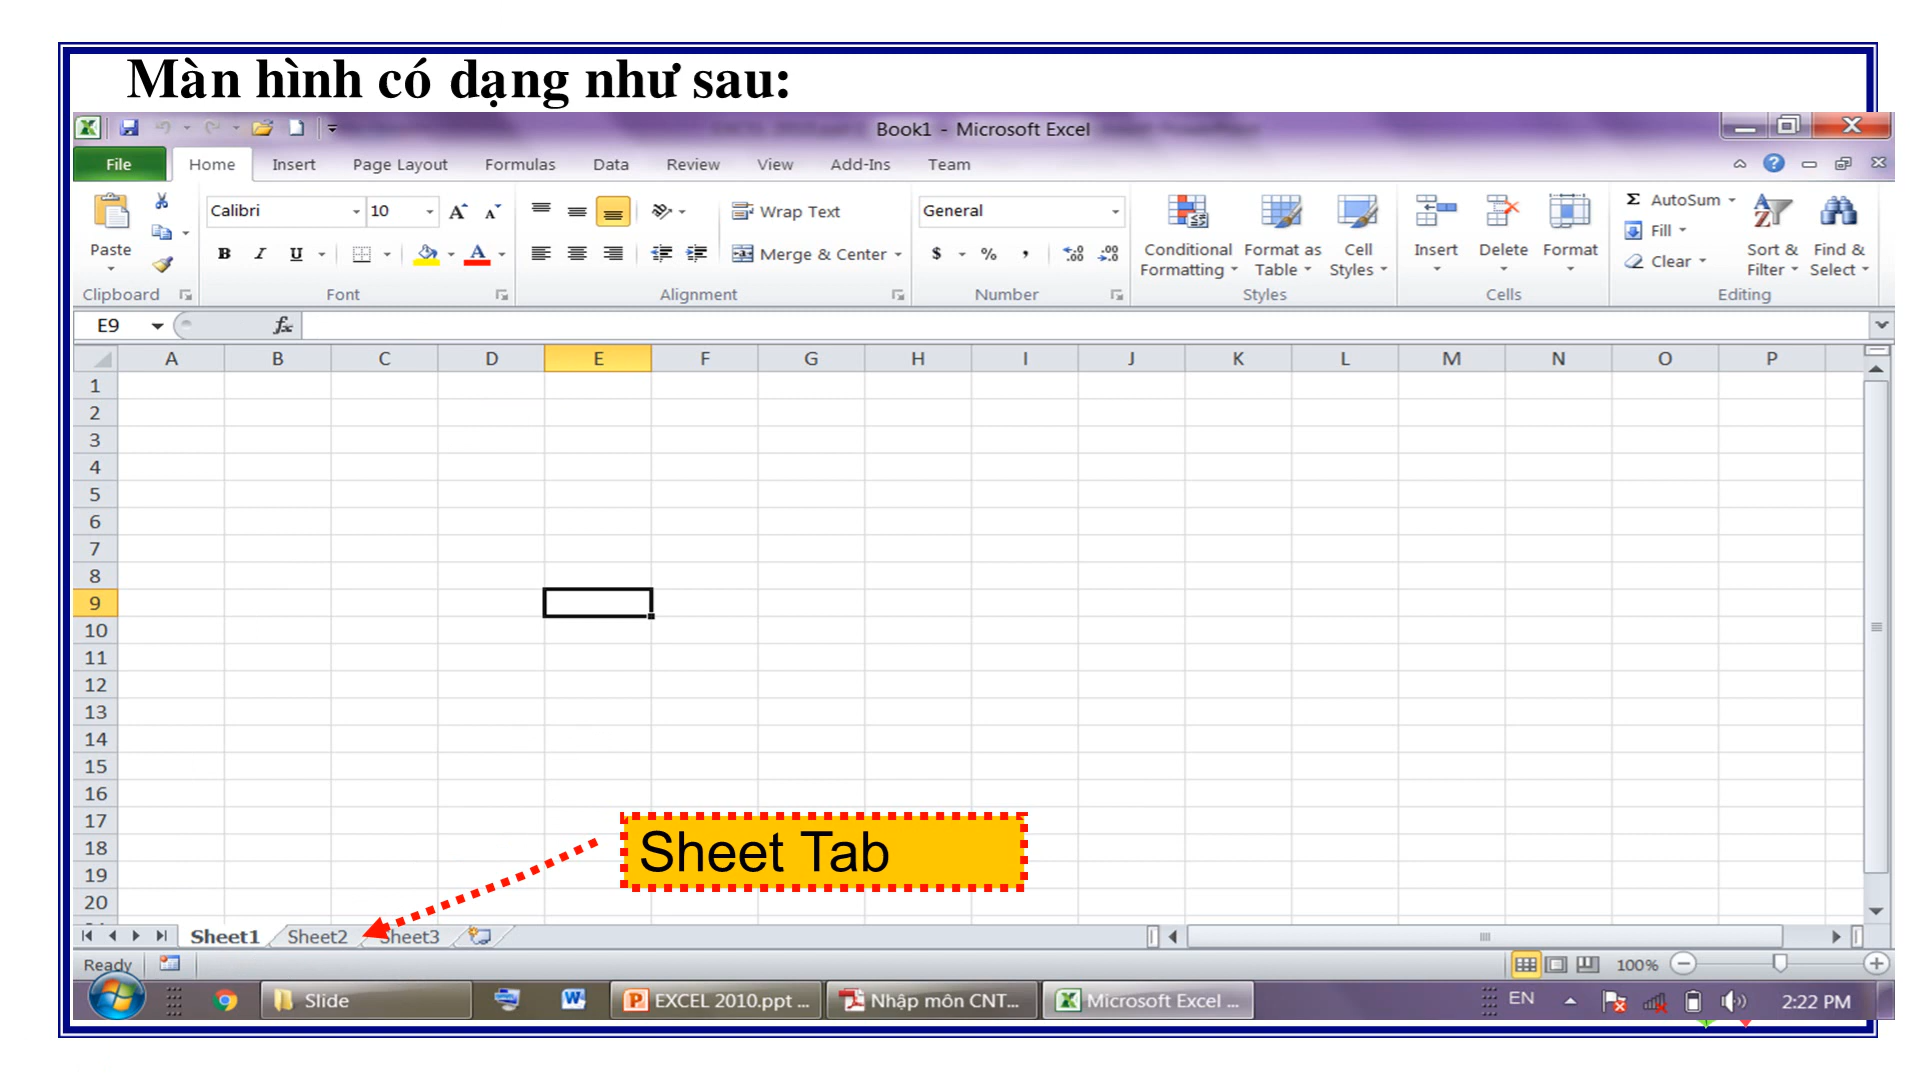 Màn hình có dạng như sau:
Book1 - Microsoft Excel
File Home Insert Page Layout Formulas Data Review View Add-Ins Team
Calibri 10 A A Wrap Text General Σ AutoSum
Fill
Paste B I U A Merge & Center $ % , Conditional Formatting Format as Table Cell Styles Insert Delete Format Clear Sort & Filter Find & Select
Clipboard Font Alignment Number Styles Cells Editing
E9 fx
A B C D E F G H I J K L M N O P
1
2
3
4
5
6
7
8
9
10
11
12
13
14
15
16
17
18
Sheet Tab
19
20
Sheet1 Sheet2 Sheet3
Ready 100%
Slide EXCEL 2010.ppt ... Nhập môn CNT... Microsoft Excel ... EN 2:22 PM